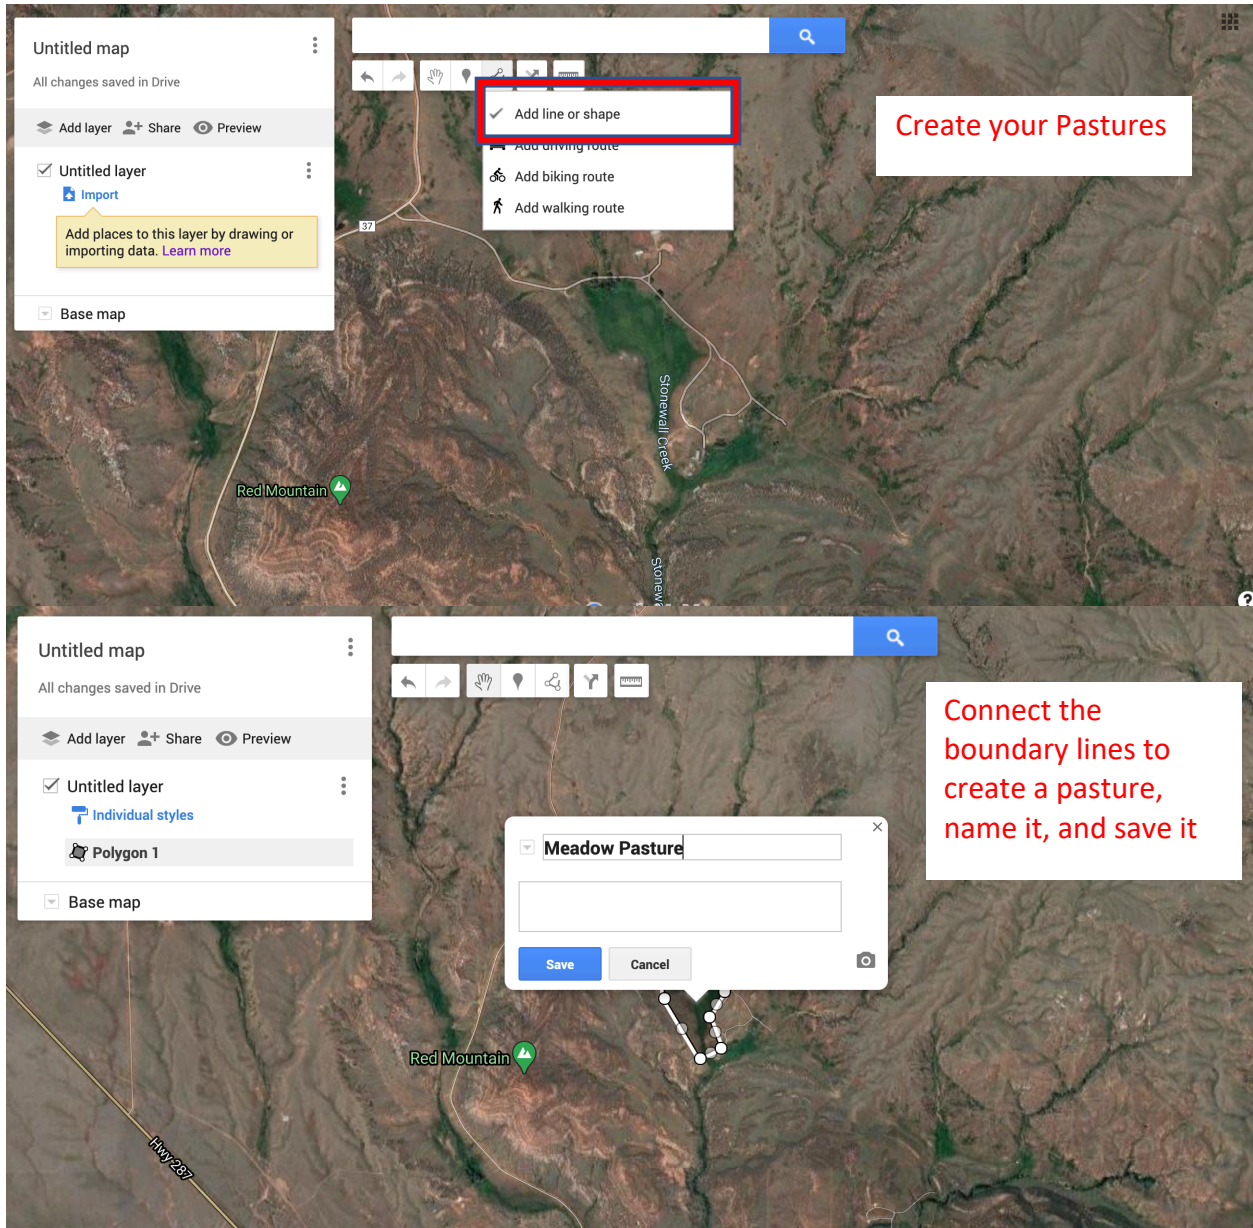 Untitled map
All changes saved in Drive
Add layer Share Preview
Untitled layer
Import
Add places to this layer by drawing or
importing data. Learn more
Base map
Add line or shape
Add driving route
Add biking route
Add walking route
Create your Pastures
37
Stonewall Creek
Red Mountain
Stonewa
?
Untitled map
All changes saved in Drive
Add layer Share Preview
Untitled layer
Individual styles
Polygon 1
Base map
Connect the
boundary lines to
create a pasture,
name it, and save it
Meadow Pasture
Save Cancel
Red Mountain
Hwy 287